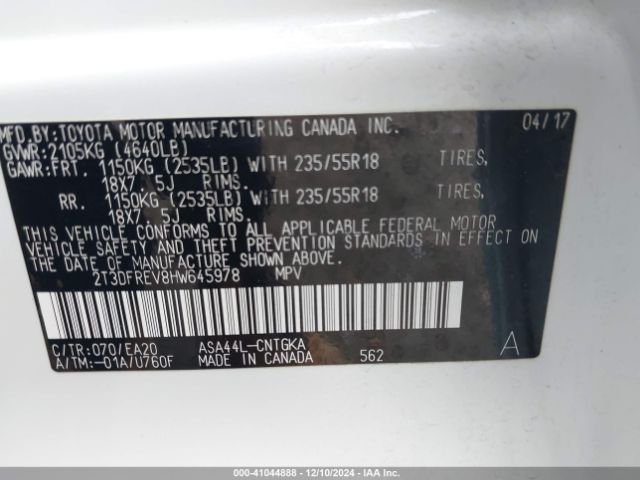 MFD.BY:TOYOTA MOTOR MANUFACTURING CANADA INC. 04/17
GVWR:2105KG (4640LB)
GAWR:FRT. 1150KG (2535LB) WITH 235/55R18 TIRES,
18X7.5J RIMS.
RR. 1150KG (2535LB) WITH 235/55R18 TIRES,
18X7.5J RIMS.
THIS VEHICLE CONFORMS TO ALL APPLICABLE FEDERAL MOTOR
VEHICLE SAFETY AND THEFT PREVENTION STANDARDS IN EFFECT ON
THE DATE OF MANUFACTURE SHOWN ABOVE.
2T3DFREV8HW645978 MPV
C/TR:070/EA20 ASA44L-CNTGKA A
A/TM:-01A/U760F MADE IN CANADA 562
000-41044888 • 12/10/2024 • iaai.com